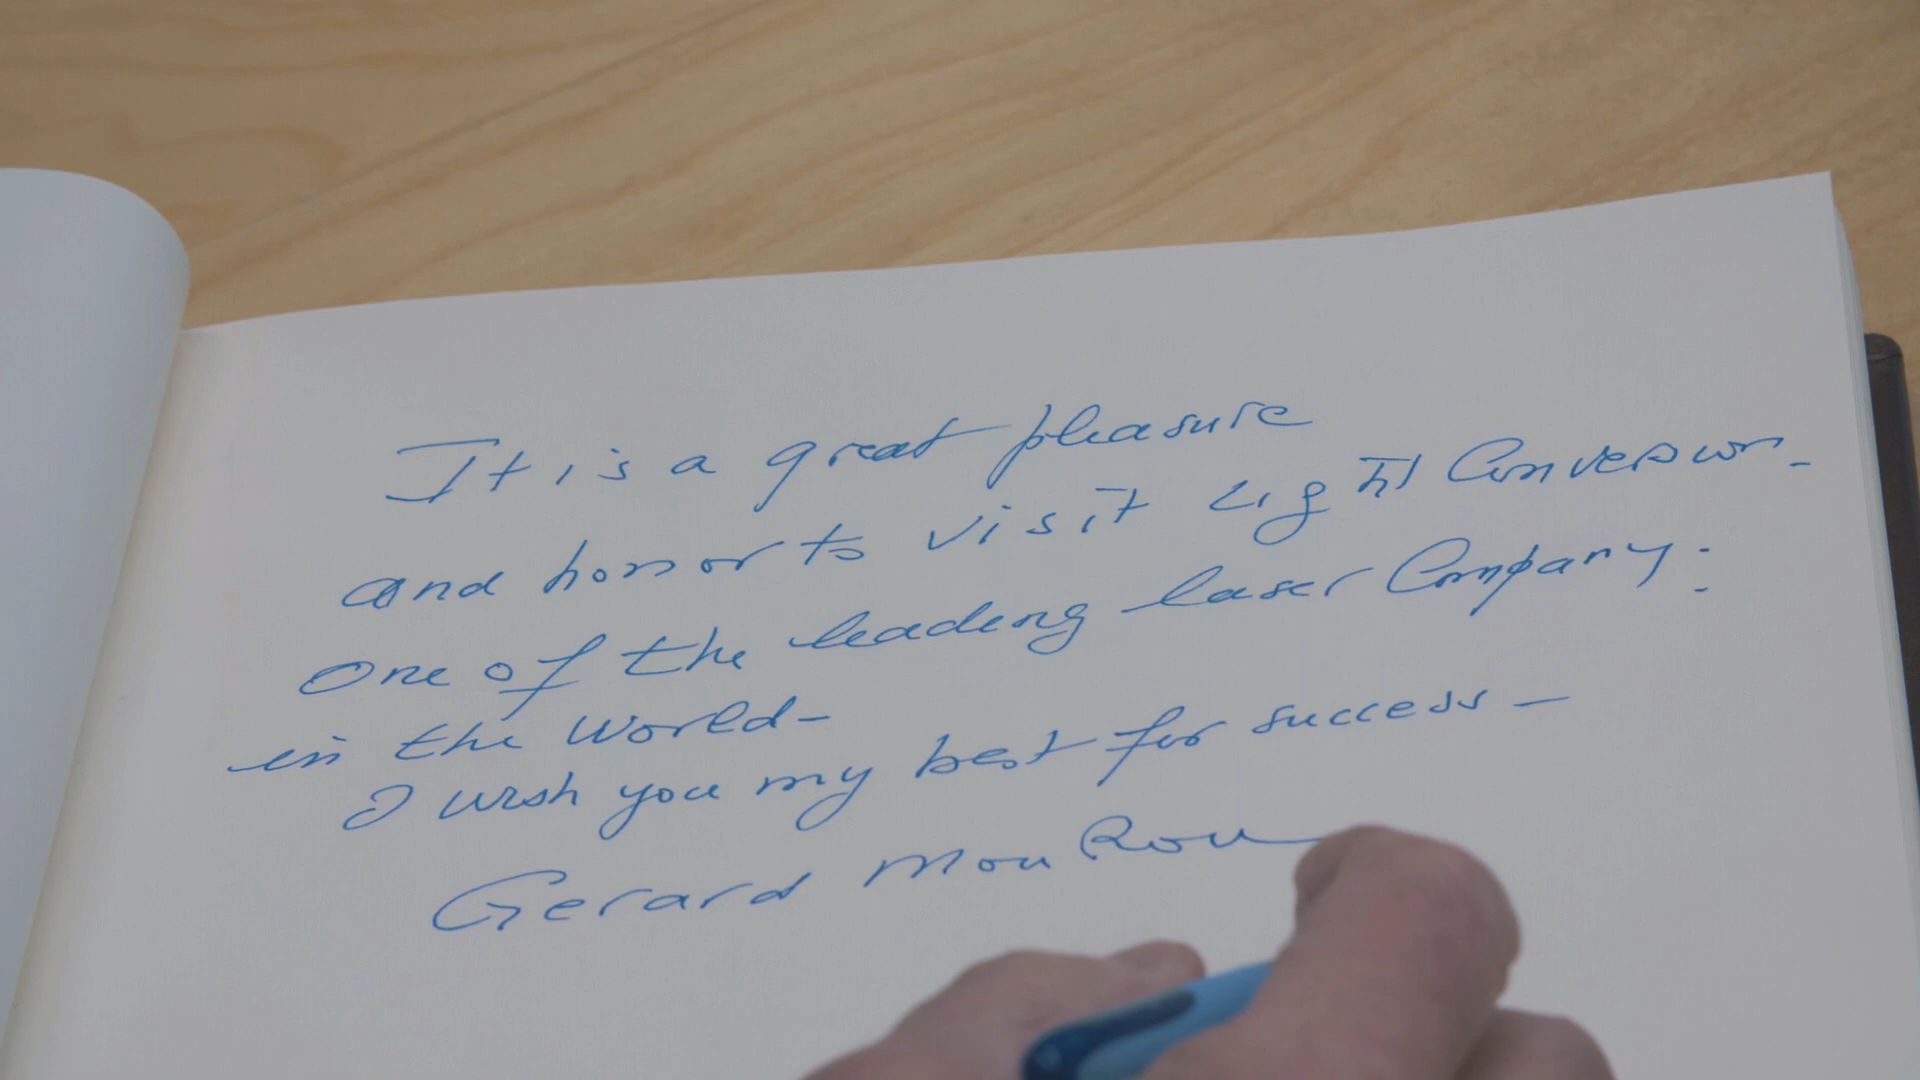 It is a great pleasure
and honor to visit Light Conversion.
One of the leading laser Company:
in the world-
I wish you my best for success -
Gerard Mourou